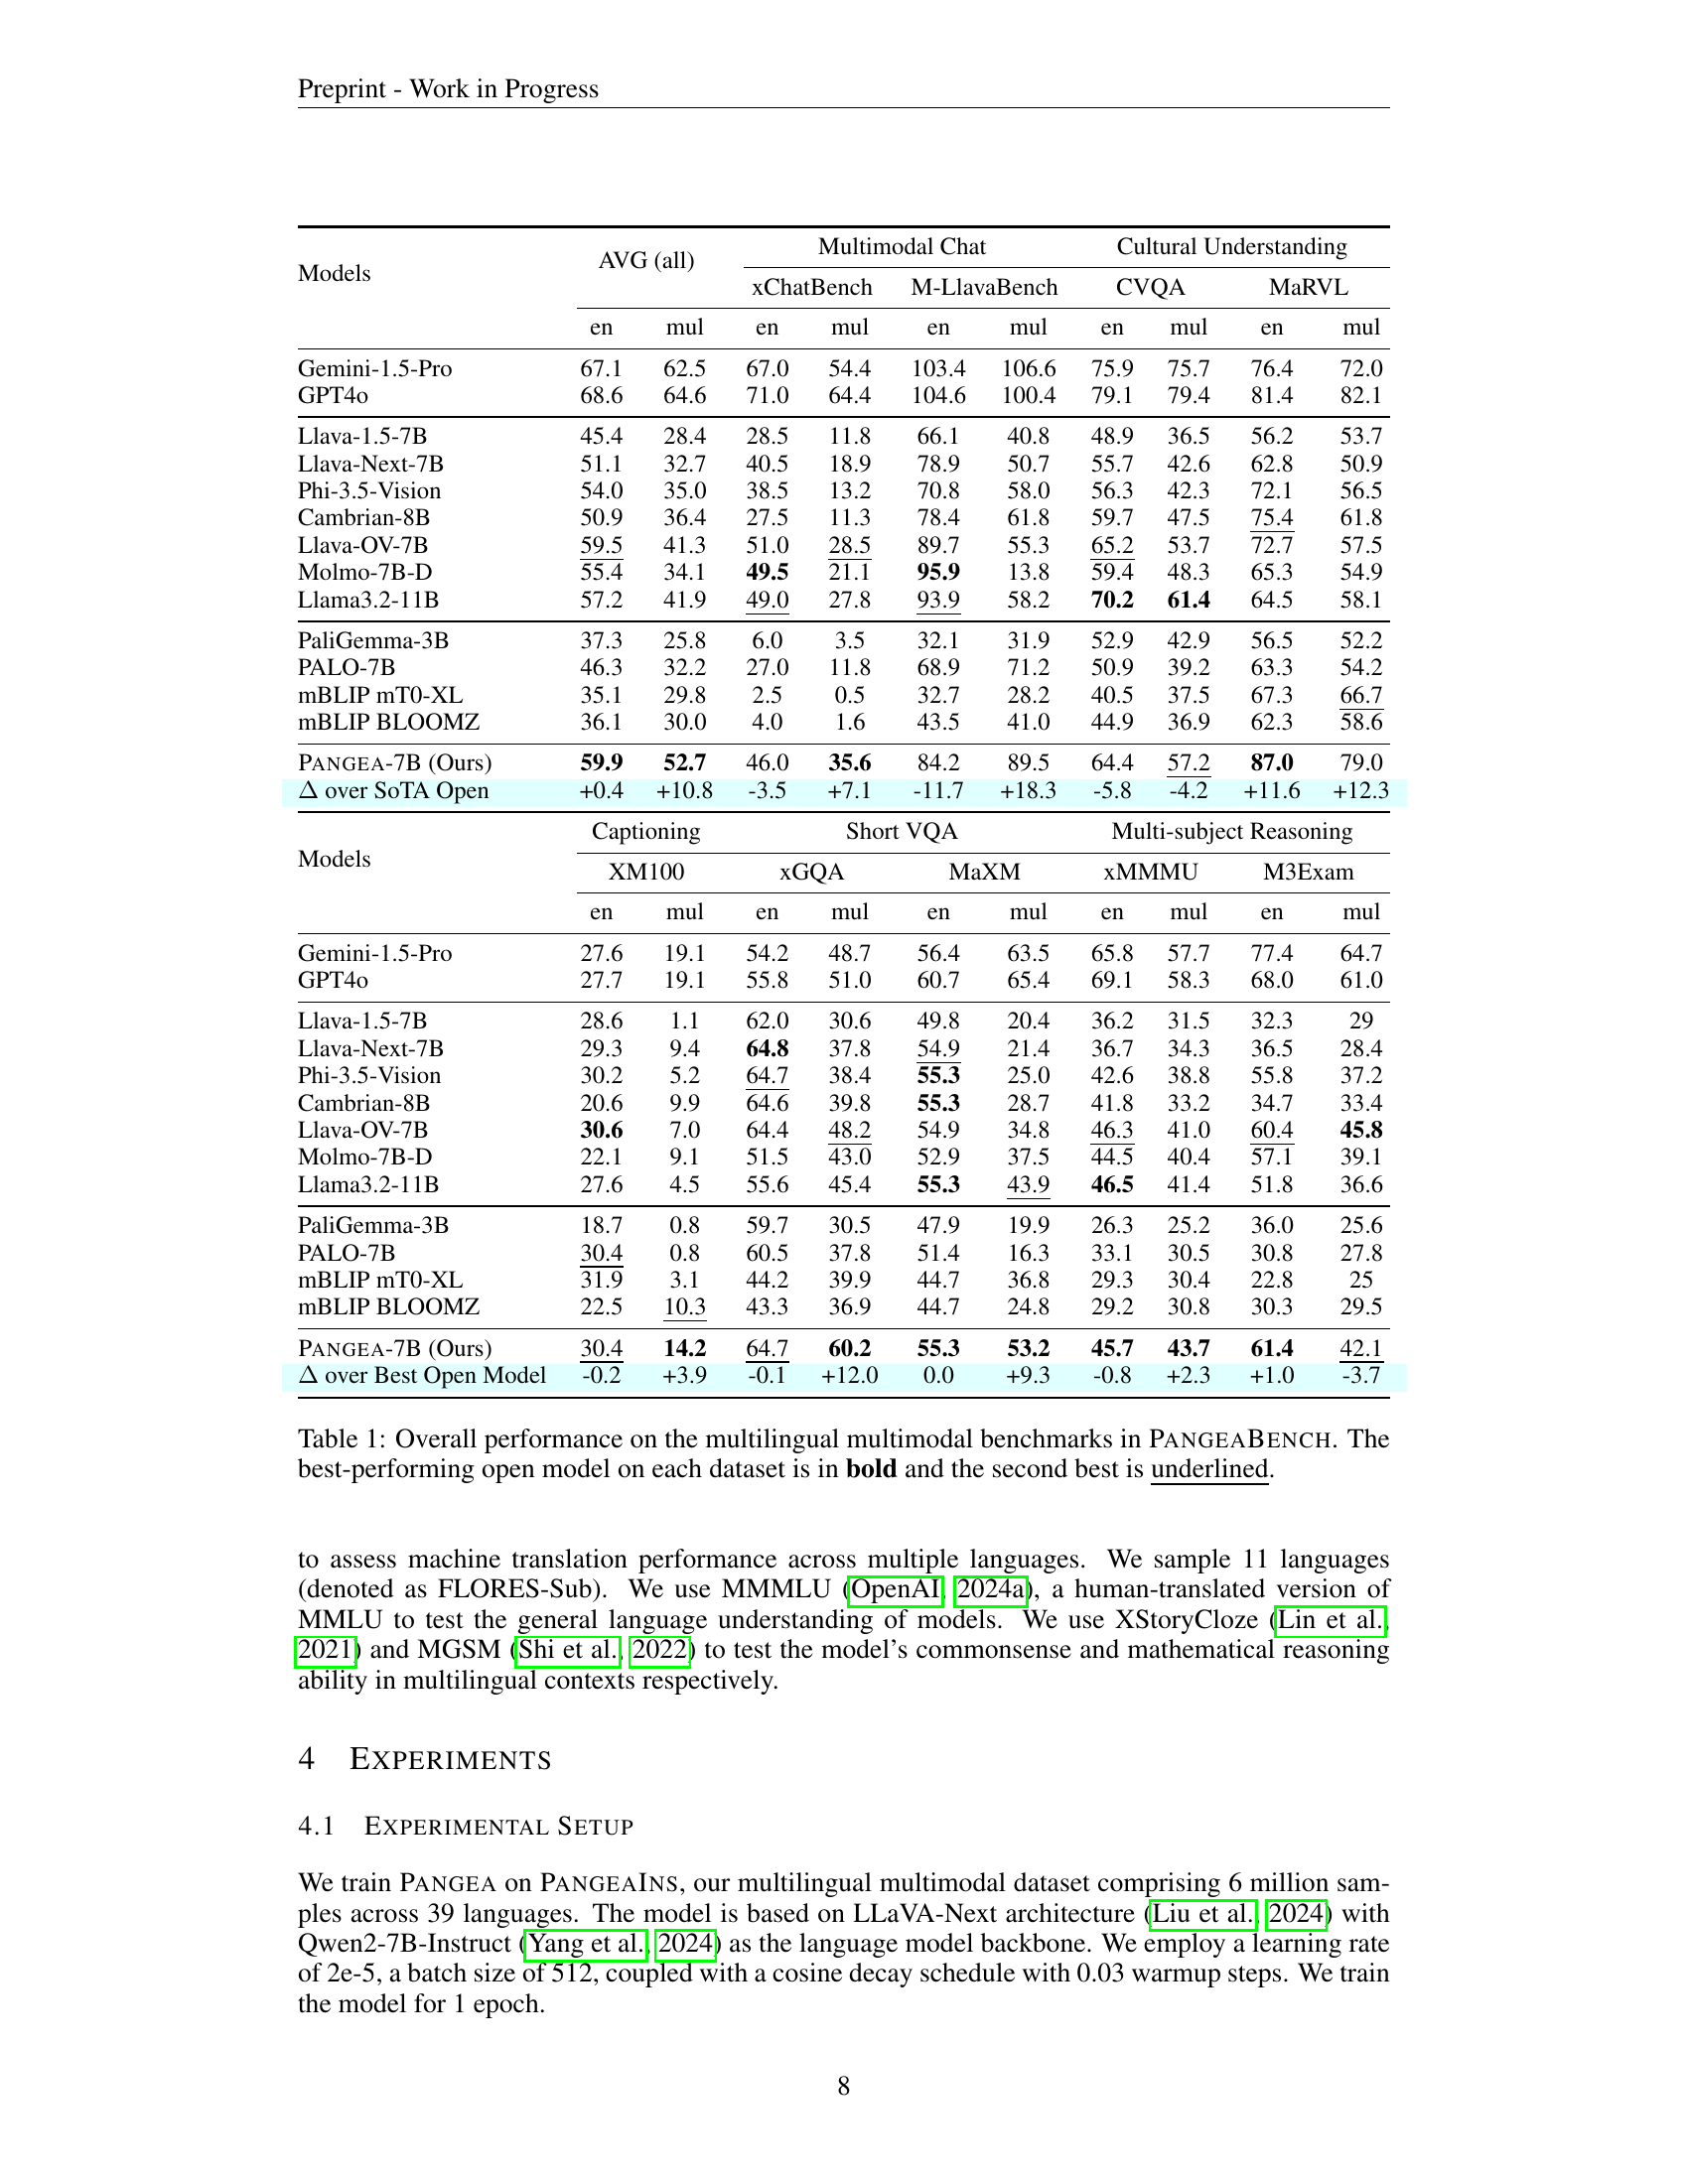 Preprint - Work in Progress
Models AVG (all) Multimodal Chat Cultural Understanding
xChatBench M-LlavaBench CVQA MaRVL
en mul en mul en mul en mul en mul
Gemini-1.5-Pro 67.1 62.5 67.0 54.4 103.4 106.6 75.9 75.7 76.4 72.0
GPT4o 68.6 64.6 71.0 64.4 104.6 100.4 79.1 79.4 81.4 82.1
Llava-1.5-7B 45.4 28.4 28.5 11.8 66.1 40.8 48.9 36.5 56.2 53.7
Llava-Next-7B 51.1 32.7 40.5 18.9 78.9 50.7 55.7 42.6 62.8 50.9
Phi-3.5-Vision 54.0 35.0 38.5 13.2 70.8 58.0 56.3 42.3 72.1 56.5
Cambrian-8B 50.9 36.4 27.5 11.3 78.4 61.8 59.7 47.5 75.4 61.8
Llava-OV-7B 59.5 41.3 51.0 28.5 89.7 55.3 65.2 53.7 72.7 57.5
Molmo-7B-D 55.4 34.1 49.5 21.1 95.9 13.8 59.4 48.3 65.3 54.9
Llama3.2-11B 57.2 41.9 49.0 27.8 93.9 58.2 70.2 61.4 64.5 58.1
PaliGemma-3B 37.3 25.8 6.0 3.5 32.1 31.9 52.9 42.9 56.5 52.2
PALO-7B 46.3 32.2 27.0 11.8 68.9 71.2 50.9 39.2 63.3 54.2
mBLIP mT0-XL 35.1 29.8 2.5 0.5 32.7 28.2 40.5 37.5 67.3 66.7
mBLIP BLOOMZ 36.1 30.0 4.0 1.6 43.5 41.0 44.9 36.9 62.3 58.6
PANGEA-7B (Ours) 59.9 52.7 46.0 35.6 84.2 89.5 64.4 57.2 87.0 79.0
Δ over SoTA Open +0.4 +10.8 -3.5 +7.1 -11.7 +18.3 -5.8 -4.2 +11.6 +12.3
Models Captioning Short VQA Multi-subject Reasoning
XM100 xGQA MaXM xMMMU M3Exam
en mul en mul en mul en mul en mul
Gemini-1.5-Pro 27.6 19.1 54.2 48.7 56.4 63.5 65.8 57.7 77.4 64.7
GPT4o 27.7 19.1 55.8 51.0 60.7 65.4 69.1 58.3 68.0 61.0
Llava-1.5-7B 28.6 1.1 62.0 30.6 49.8 20.4 36.2 31.5 32.3 29
Llava-Next-7B 29.3 9.4 64.8 37.8 54.9 21.4 36.7 34.3 36.5 28.4
Phi-3.5-Vision 30.2 5.2 64.7 38.4 55.3 25.0 42.6 38.8 55.8 37.2
Cambrian-8B 20.6 9.9 64.6 39.8 55.3 28.7 41.8 33.2 34.7 33.4
Llava-OV-7B 30.6 7.0 64.4 48.2 54.9 34.8 46.3 41.0 60.4 45.8
Molmo-7B-D 22.1 9.1 51.5 43.0 52.9 37.5 44.5 40.4 57.1 39.1
Llama3.2-11B 27.6 4.5 55.6 45.4 55.3 43.9 46.5 41.4 51.8 36.6
PaliGemma-3B 18.7 0.8 59.7 30.5 47.9 19.9 26.3 25.2 36.0 25.6
PALO-7B 30.4 0.8 60.5 37.8 51.4 16.3 33.1 30.5 30.8 27.8
mBLIP mT0-XL 31.9 3.1 44.2 39.9 44.7 36.8 29.3 30.4 22.8 25
mBLIP BLOOMZ 22.5 10.3 43.3 36.9 44.7 24.8 29.2 30.8 30.3 29.5
PANGEA-7B (Ours) 30.4 14.2 64.7 60.2 55.3 53.2 45.7 43.7 61.4 42.1
Δ over Best Open Model -0.2 +3.9 -0.1 +12.0 0.0 +9.3 -0.8 +2.3 +1.0 -3.7
Table 1: Overall performance on the multilingual multimodal benchmarks in PANGEABENCH. The
best-performing open model on each dataset is in bold and the second best is underlined.
to assess machine translation performance across multiple languages. We sample 11 languages
(denoted as FLORES-Sub). We use MMMLU (OpenAI, 2024a), a human-translated version of
MMLU to test the general language understanding of models. We use XStoryCloze (Lin et al.,
2021) and MGSM (Shi et al., 2022) to test the model's commonsense and mathematical reasoning
ability in multilingual contexts respectively.
4 EXPERIMENTS
4.1 EXPERIMENTAL SETUP
We train PANGEA on PANGEAINS, our multilingual multimodal dataset comprising 6 million sam-
ples across 39 languages. The model is based on LLaVA-Next architecture (Liu et al., 2024) with
Qwen2-7B-Instruct (Yang et al., 2024) as the language model backbone. We employ a learning rate
of 2e-5, a batch size of 512, coupled with a cosine decay schedule with 0.03 warmup steps. We train
the model for 1 epoch.
8